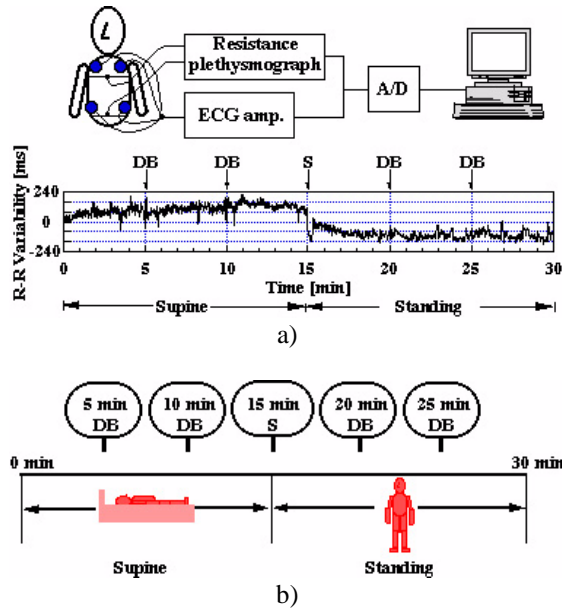 L
Resistance
plethysmograph
ECG amp.
A/D
DB DB S DB DB
R-R Variability [ms]
240
0
-240
0 5 10 15 20 25 30
Time [min]
Supine Standing
a)
5 min 10 min 15 min 20 min 25 min
DB DB S DB DB
0 min 30 min
Supine Standing
b)